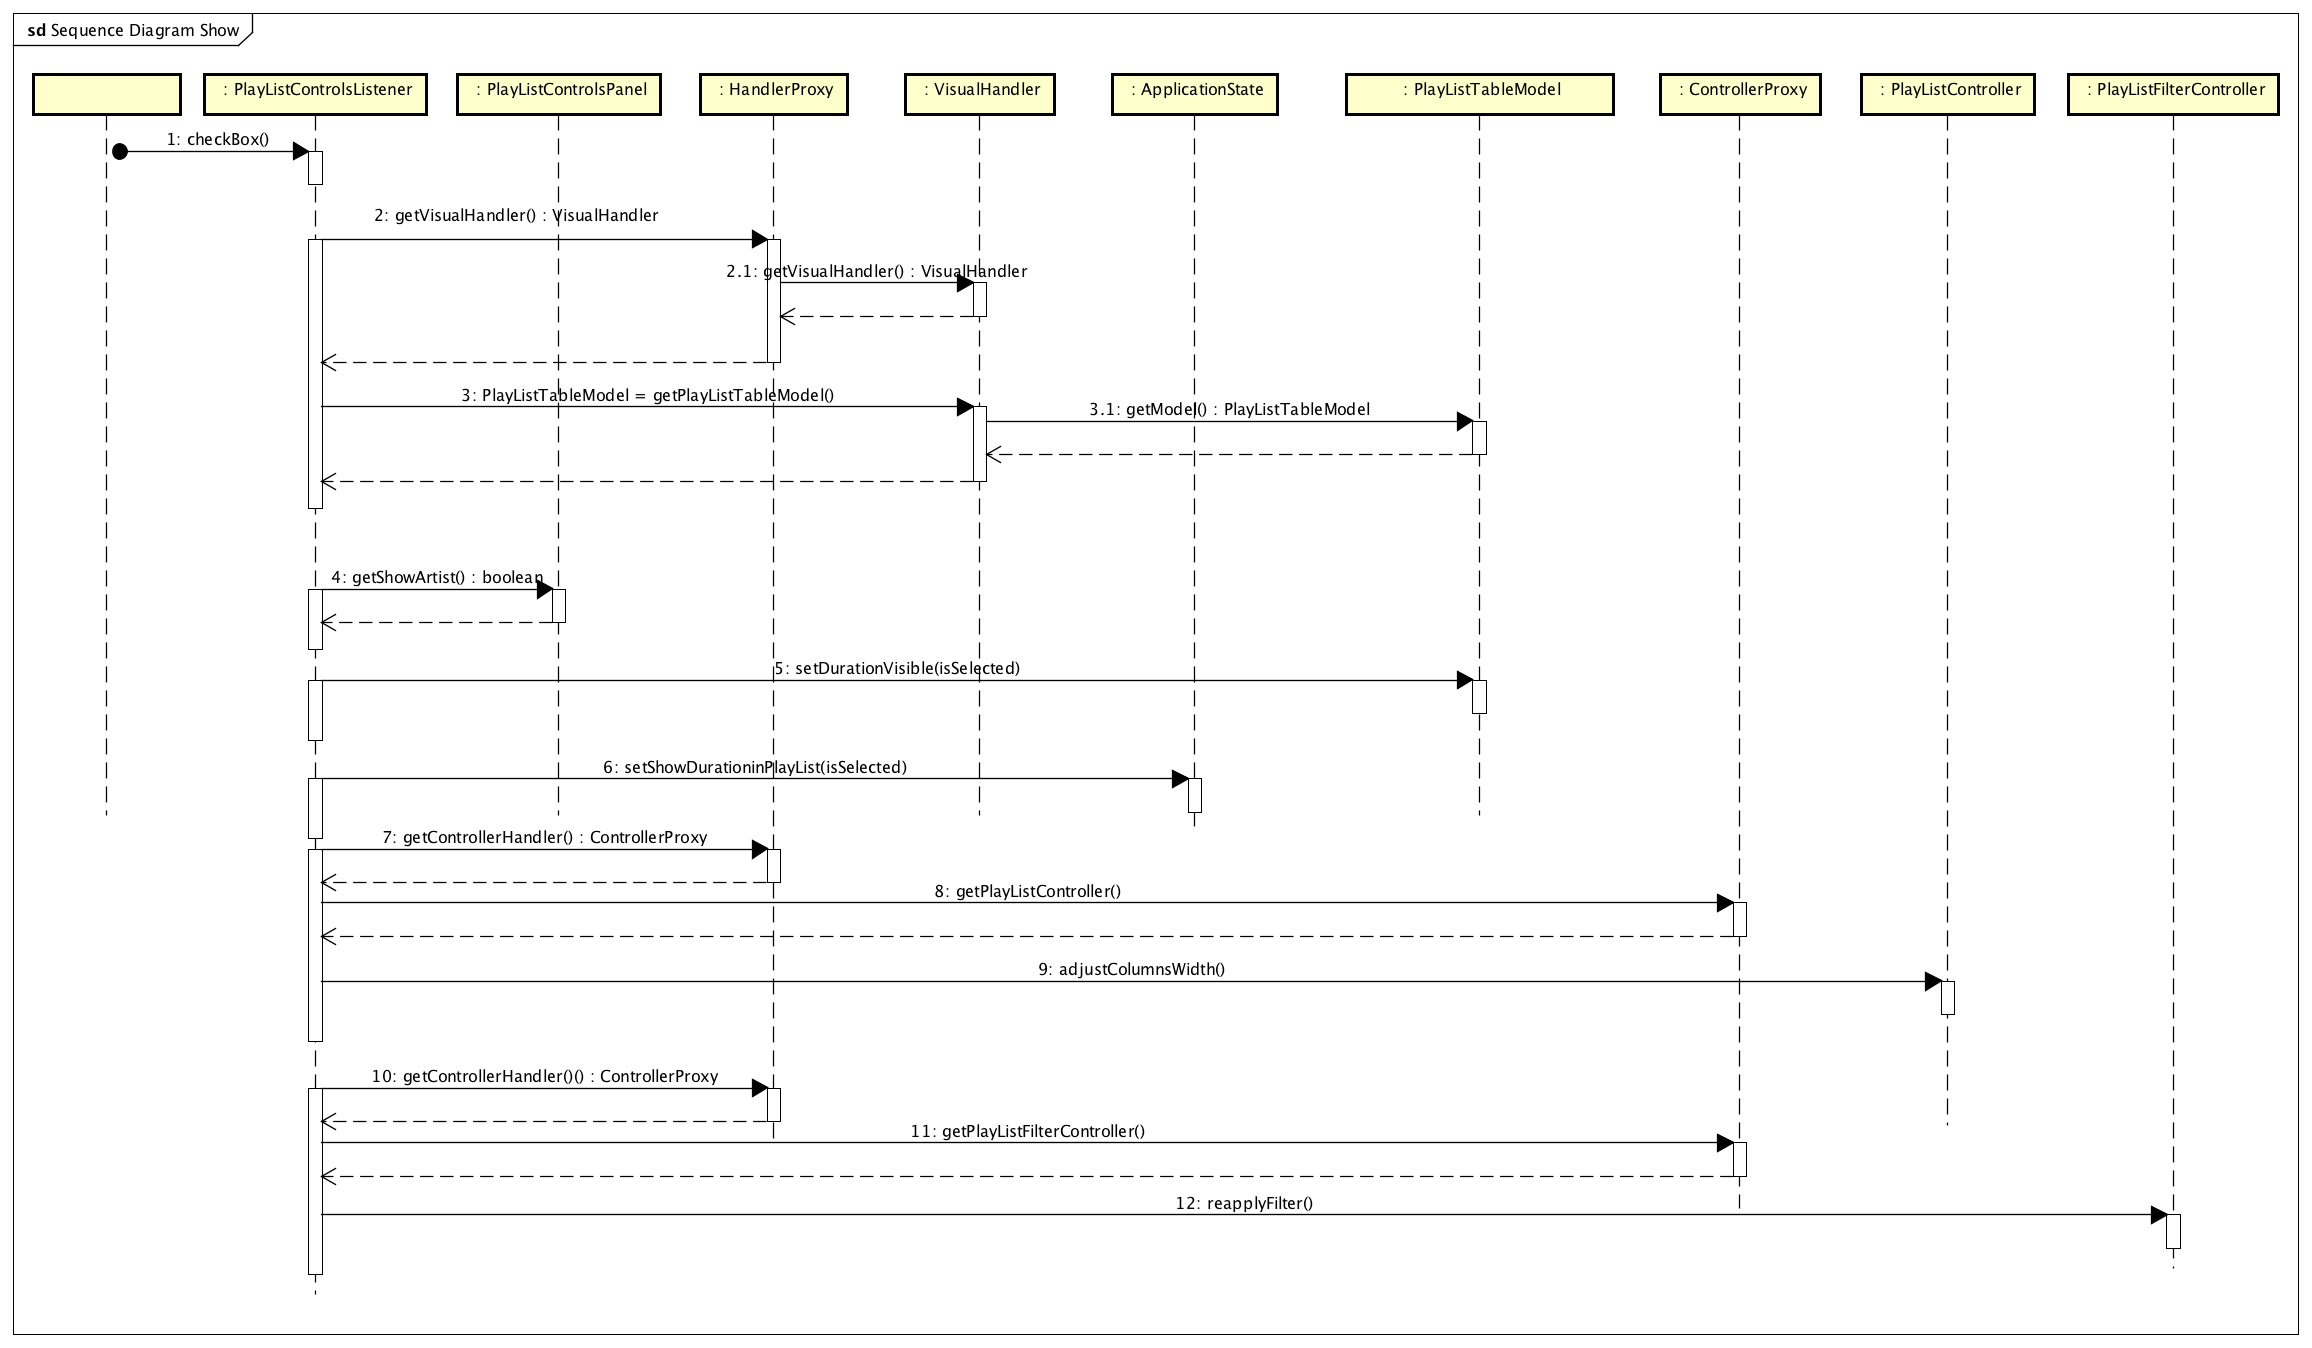 sd Sequence Diagram Show
: PlayListControlsListener
: PlayListControlsPanel
: HandlerProxy
: VisualHandler
: ApplicationState
: PlayListTableModel
: ControllerProxy
: PlayListController
: PlayListFilterController
1: checkBox()
2: getVisualHandler() : VisualHandler
2.1: getVisualHandler() : VisualHandler
3: PlayListTableModel = getPlayListTableModel()
3.1: getModel() : PlayListTableModel
4: getShowArtist() : boolean
5: setDurationVisible(isSelected)
6: setShowDurationinPlayList(isSelected)
7: getControllerHandler() : ControllerProxy
8: getPlayListController()
9: adjustColumnsWidth()
10: getControllerHandler()() : ControllerProxy
11: getPlayListFilterController()
12: reapplyFilter()